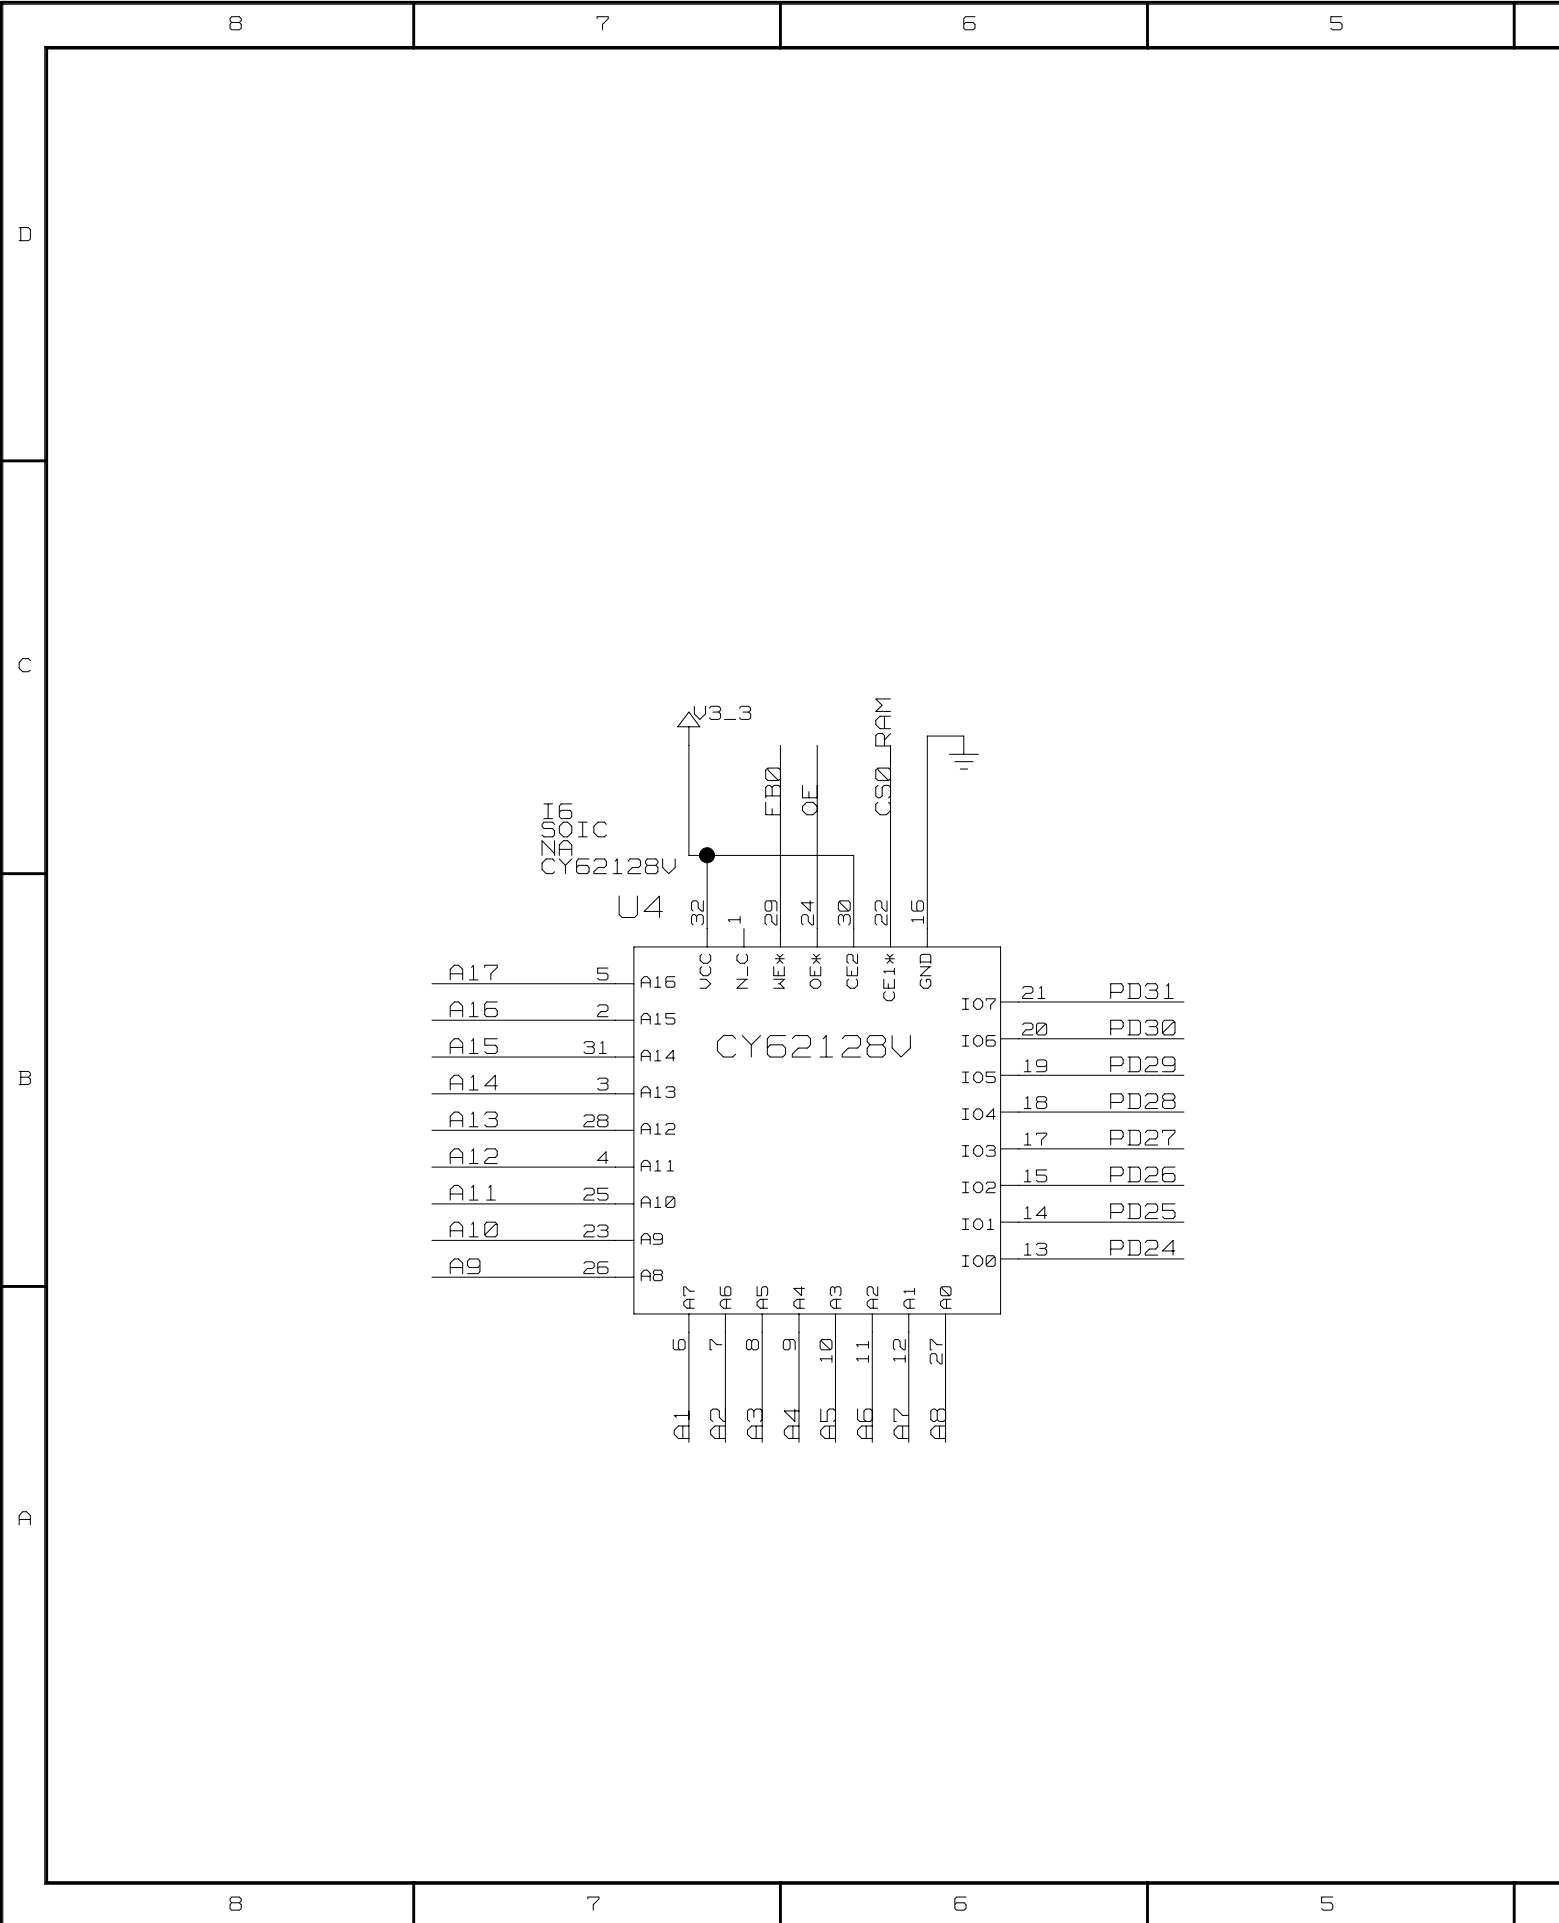 8 7 6 5
D
C
B
A
V3_3
EB0
OE
CS0_RAM
I6
SOIC
NA
CY62128V
U4
32 1 29 24 30 22 16
VCC N_C WE* OE* CE2 CE1* GND
CY62128V
A17 5 A16
A16 2 A15
A15 31 A14
A14 3 A13
A13 28 A12
A12 4 A11
A11 25 A10
A10 23 A9
A9 26 A8
IO7 21 PD31
IO6 20 PD30
IO5 19 PD29
IO4 18 PD28
IO3 17 PD27
IO2 15 PD26
IO1 14 PD25
IO0 13 PD24
A7 A6 A5 A4 A3 A2 A1 A0
6 7 8 9 10 11 12 27
A1 A2 A3 A4 A5 A6 A7 A8
8 7 6 5